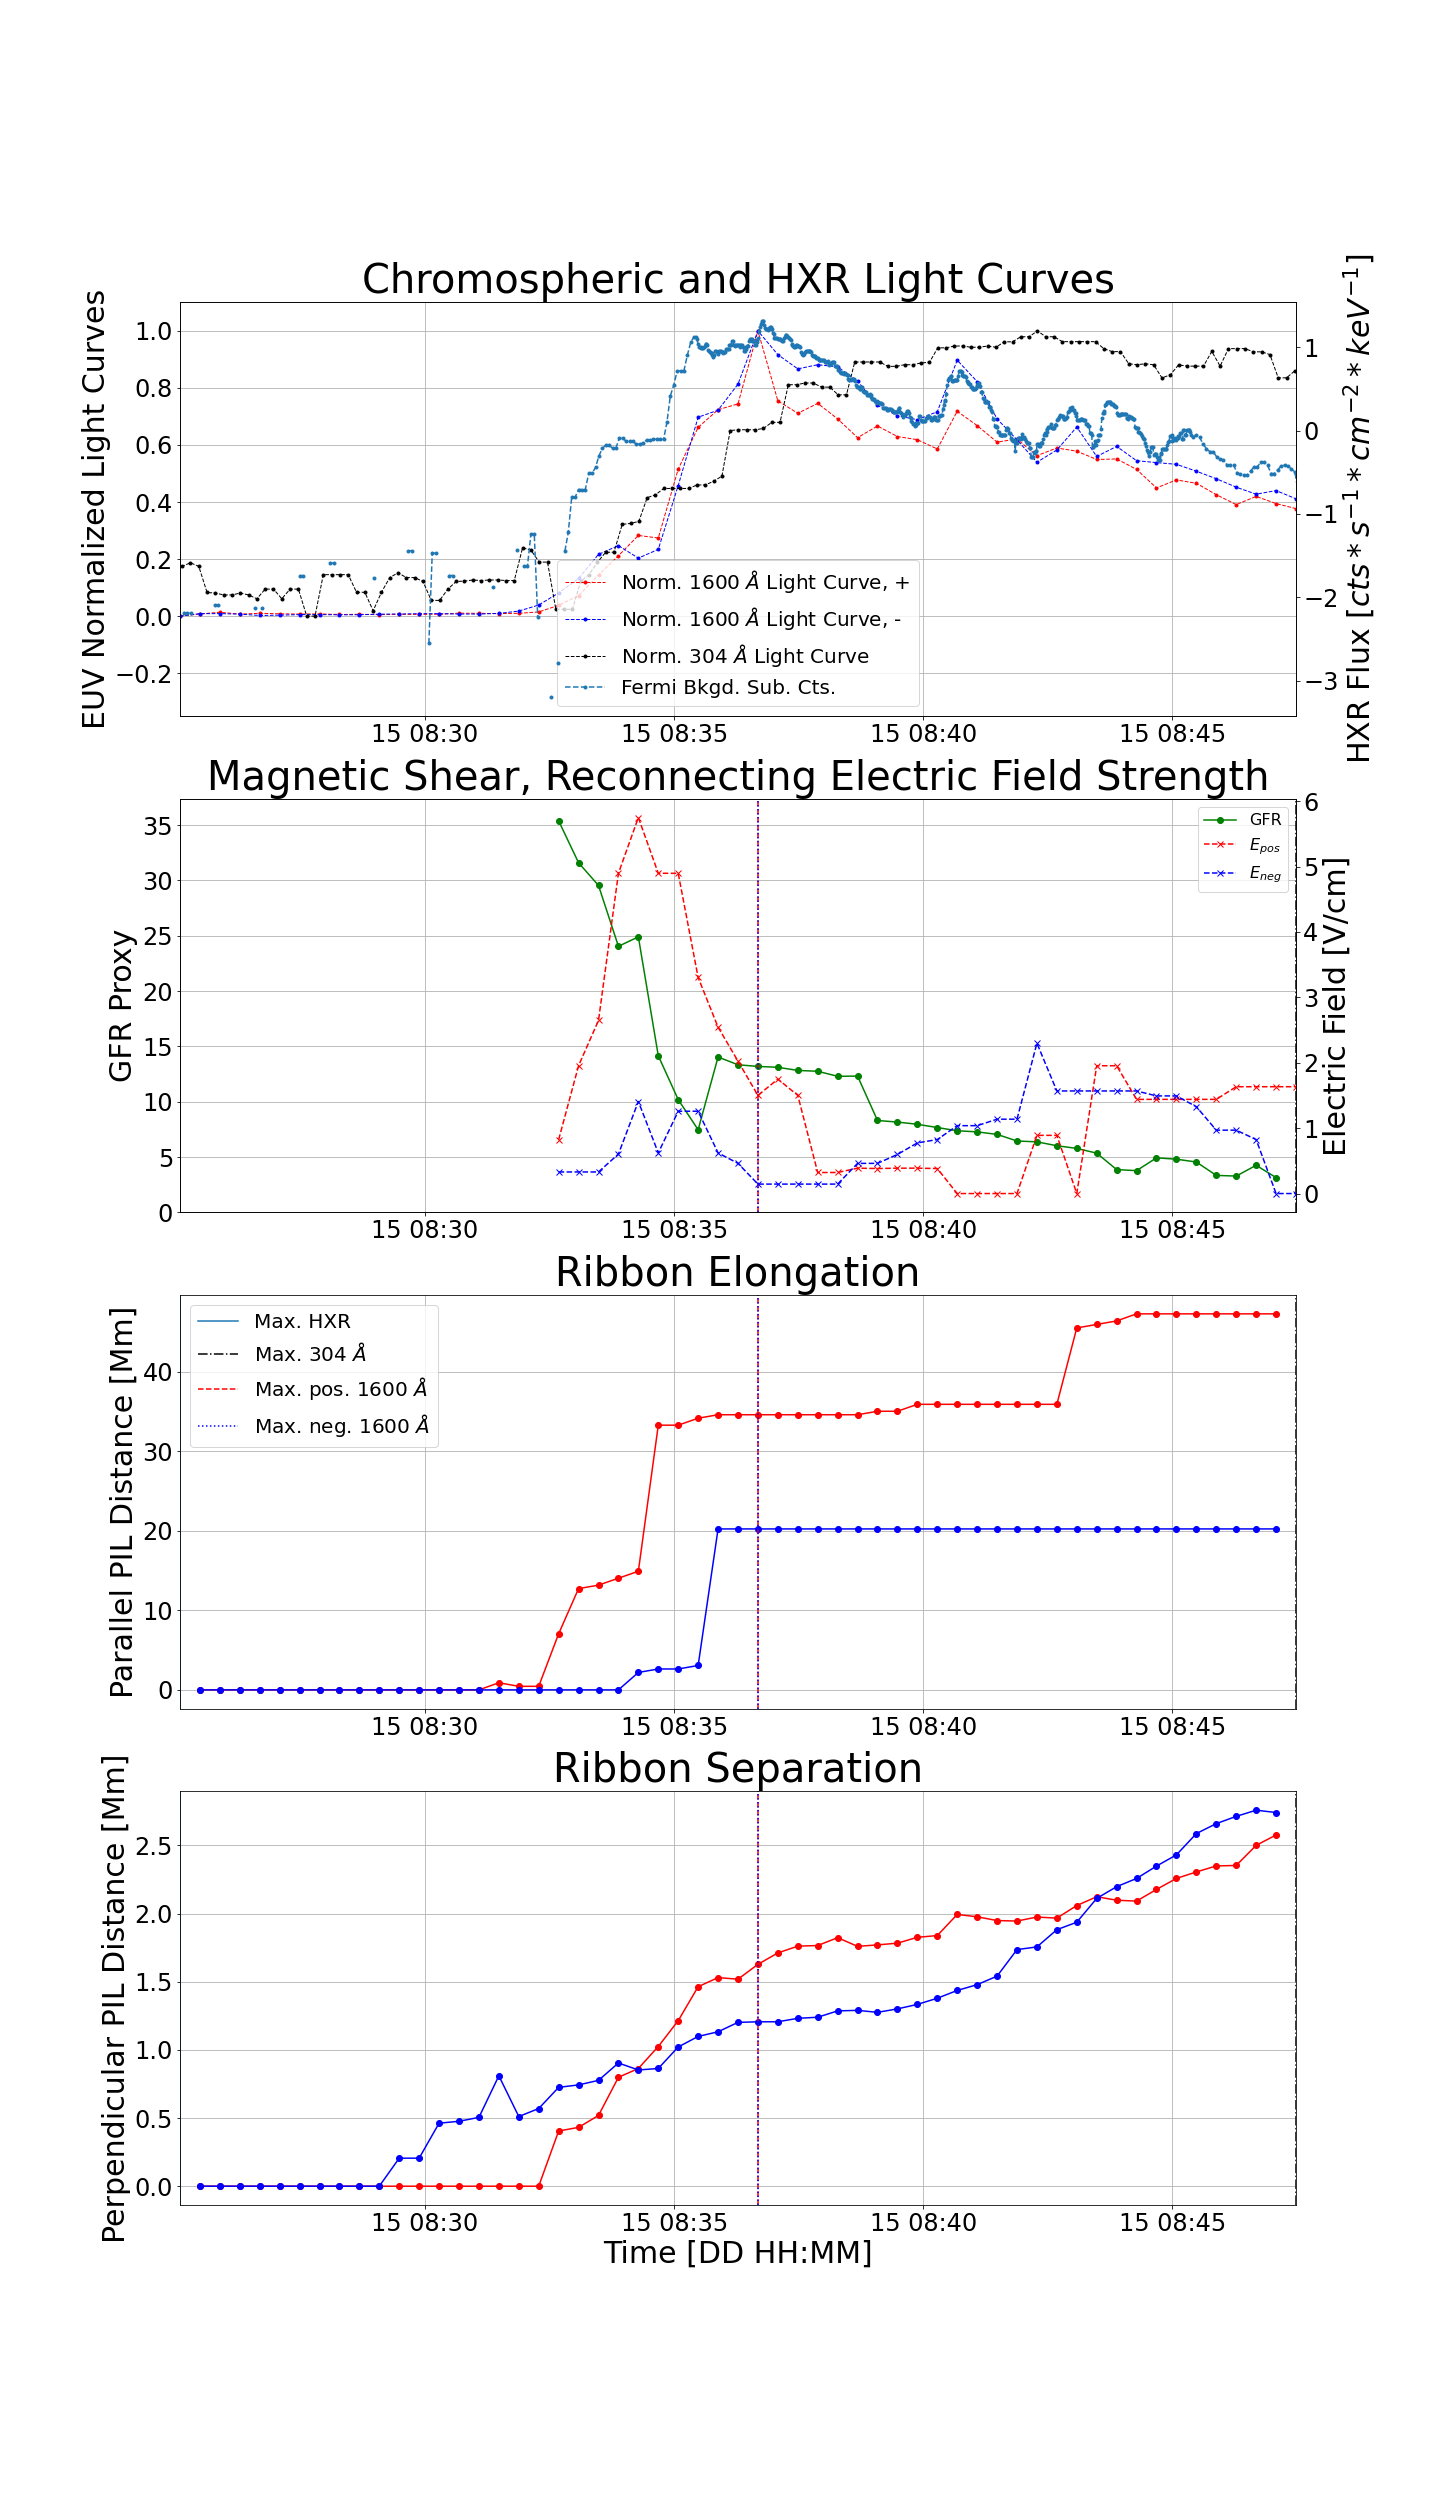 Chromospheric and HXR Light Curves
EUV Normalized Light Curves
1.0
0.8
0.6
0.4
0.2
0.0
−0.2
1
0
−1
−2
−3
HXR Flux [cts * s⁻¹ * cm⁻² * keV⁻¹]
Norm. 1600 Å Light Curve, +
Norm. 1600 Å Light Curve, -
Norm. 304 Å Light Curve
Fermi Bkgd. Sub. Cts.
15 08:30 15 08:35 15 08:40 15 08:45
Magnetic Shear, Reconnecting Electric Field Strength
GFR Proxy
35
30
25
20
15
10
5
0
6
5
4
3
2
1
0
Electric Field [V/cm]
GFR
E_pos
E_neg
15 08:30 15 08:35 15 08:40 15 08:45
Ribbon Elongation
Parallel PIL Distance [Mm]
40
30
20
10
0
Max. HXR
Max. 304 Å
Max. pos. 1600 Å
Max. neg. 1600 Å
15 08:30 15 08:35 15 08:40 15 08:45
Ribbon Separation
Perpendicular PIL Distance [Mm]
2.5
2.0
1.5
1.0
0.5
0.0
15 08:30 15 08:35 15 08:40 15 08:45
Time [DD HH:MM]